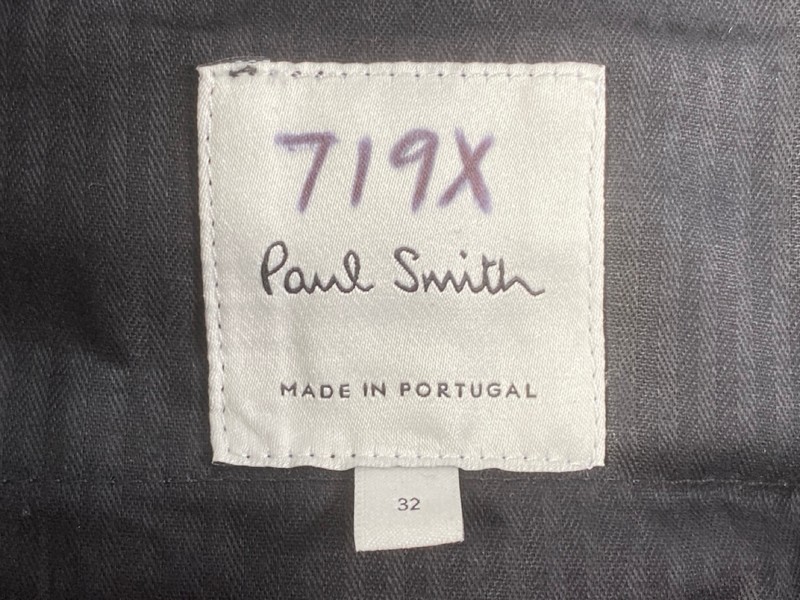 719X
Paul Smith
MADE IN PORTUGAL
32